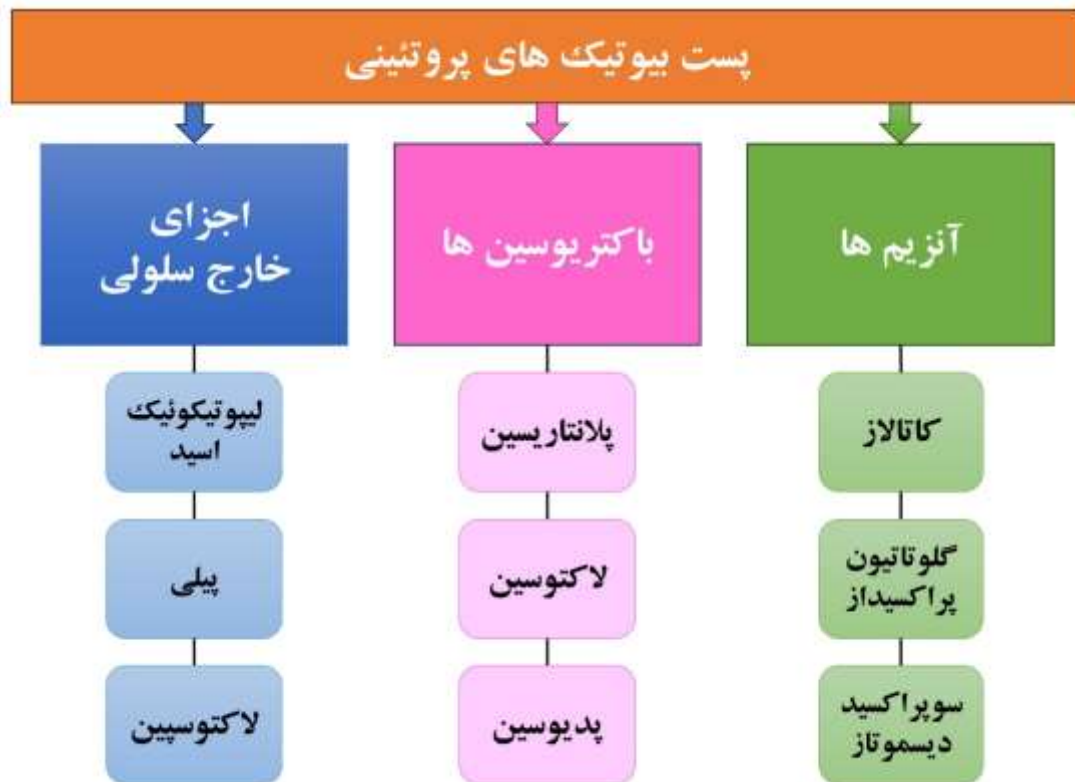 پست بیوتیک های پروتئینی
آنزیم ها
کاتالاز
گلوتاتیون
پراکسیداز
سوپراکسید
دیسموتاز
باکتریوسین ها
پلانتاریسین
لاکتوسین
پدیوسین
اجزای
خارج سلولی
لیپوتیکوئیک
اسید
پیلی
لاکتوسپین